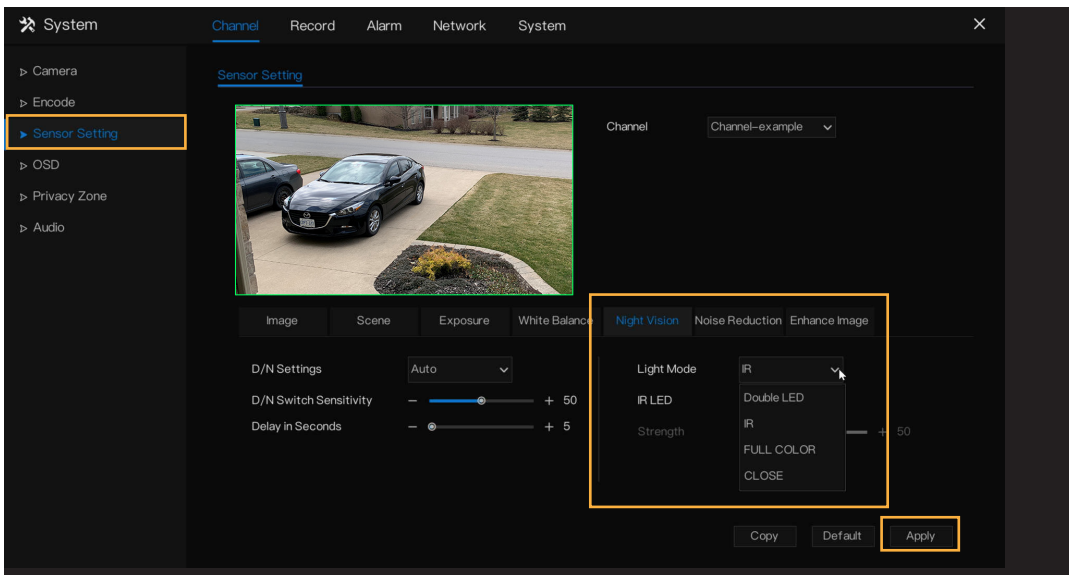 System
Channel Record Alarm Network System
Camera
Encode
Sensor Setting
OSD
Privacy Zone
Audio
Sensor Setting
Channel Channel-example
Image Scene Exposure White Balance Night Vision Noise Reduction Enhance Image
D/N Settings Auto
D/N Switch Sensitivity - + 50
Delay in Seconds - + 5
Light Mode IR
IR LED
Strength + 50
Double LED
IR
FULL COLOR
CLOSE
Copy Default Apply